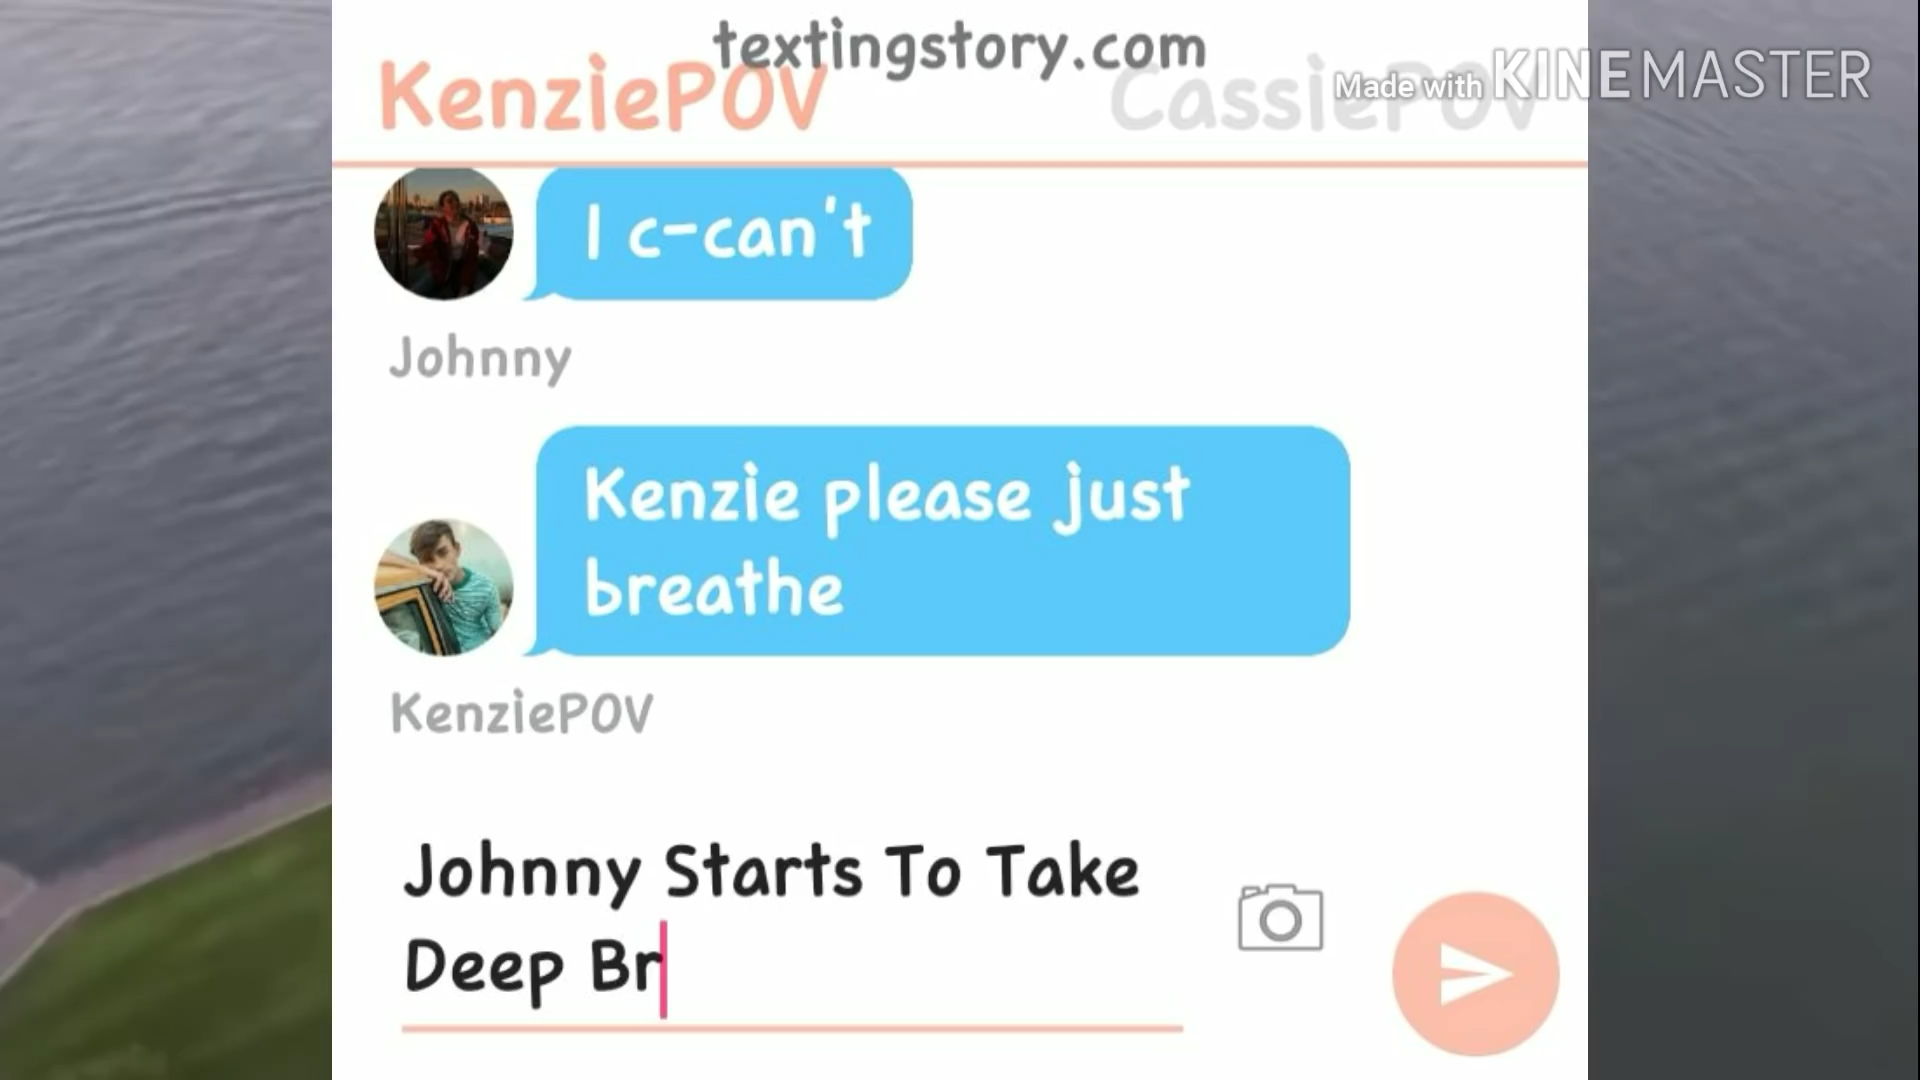 textingstory.com
KenziePOV
CassiePOV
Made with KINEMASTER
I c-can't
Johnny
Kenzie please just
breathe
KenziePOV
Johnny Starts To Take
Deep Br